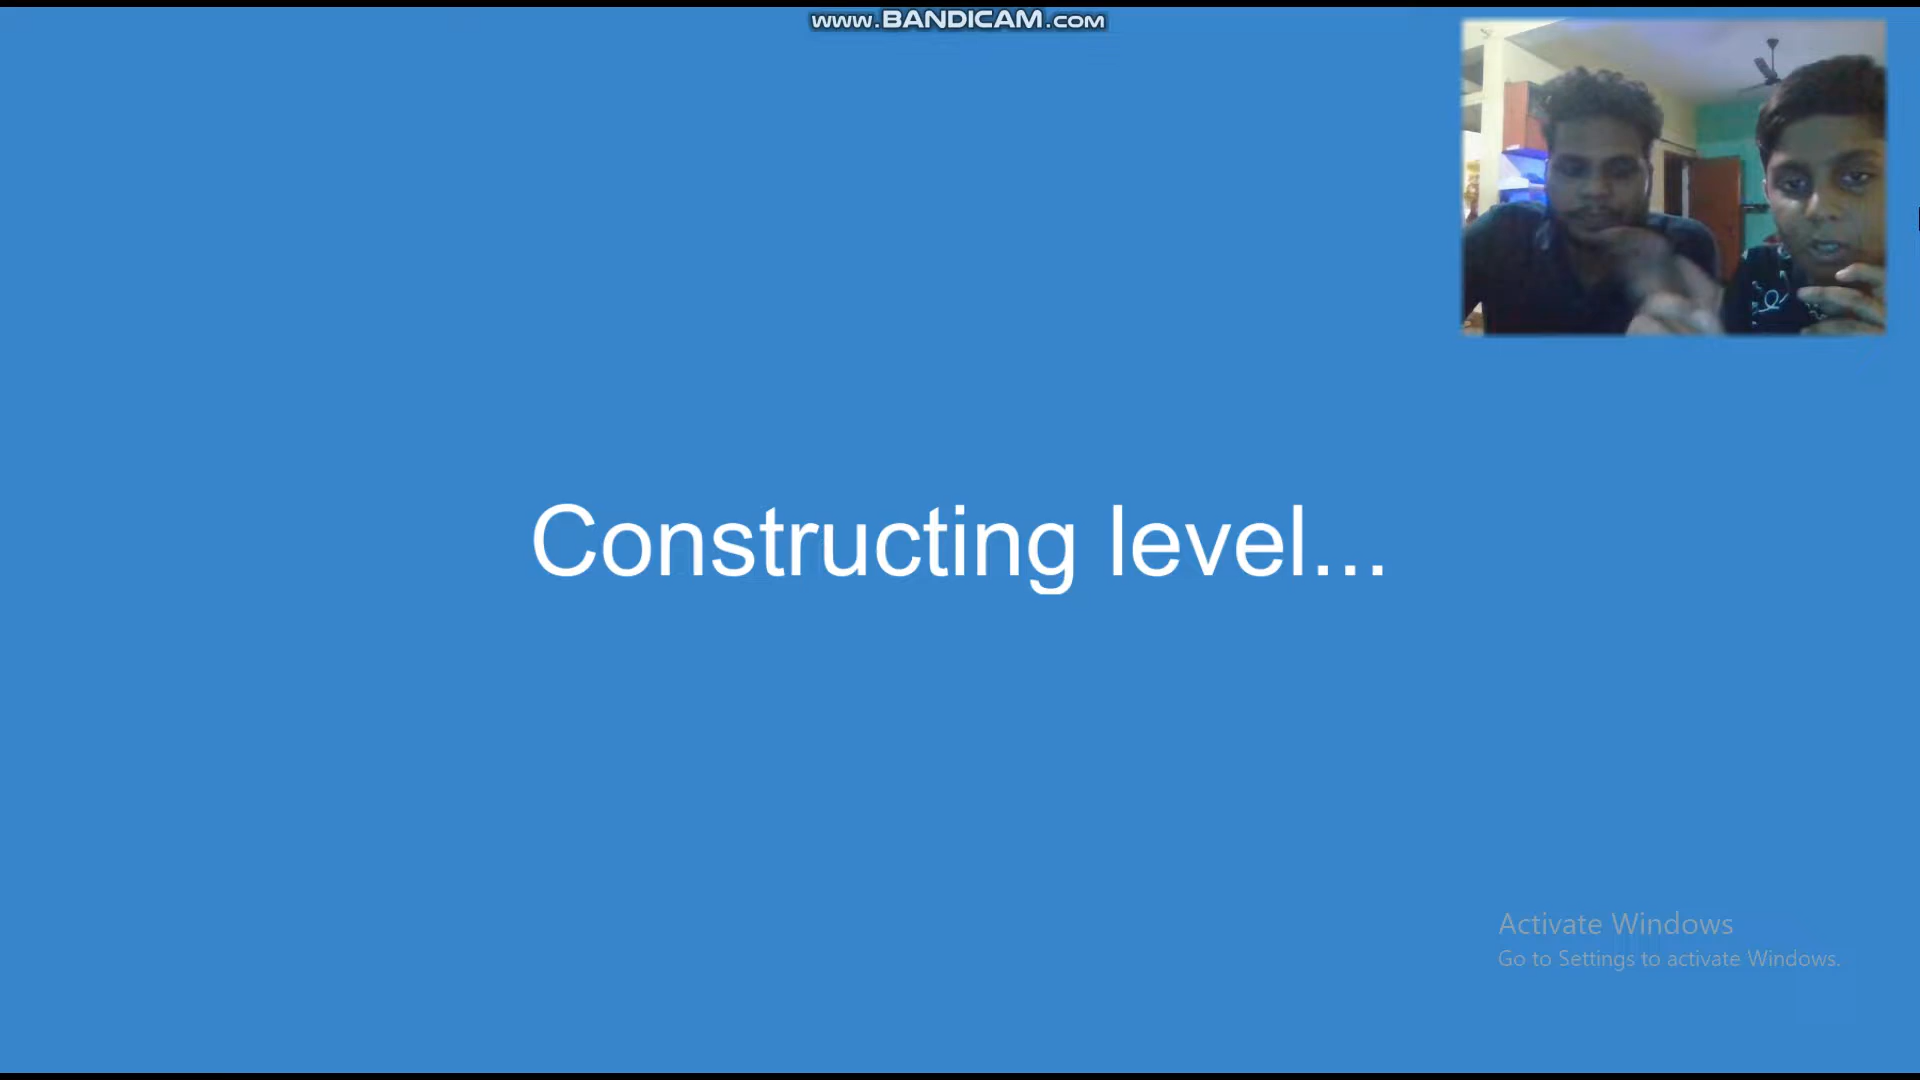 www.BANDICAM.com
Constructing level...
Activate Windows
Go to Settings to activate Windows.